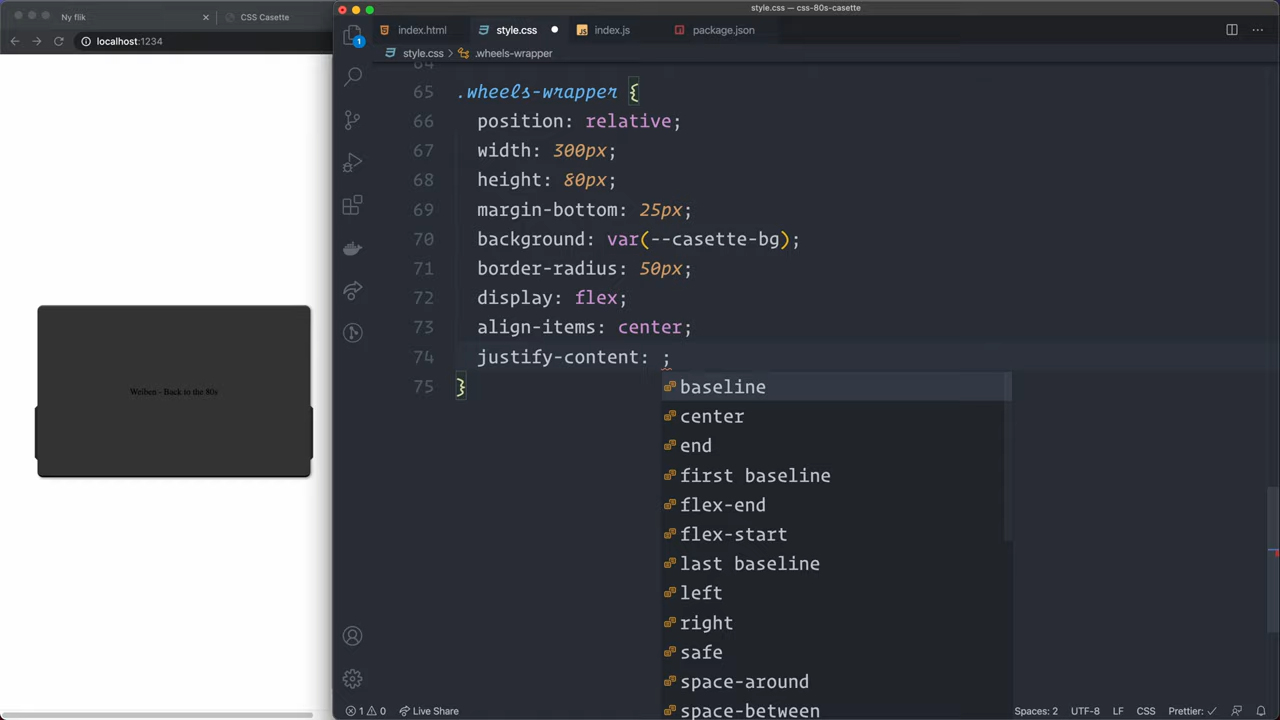 Ny flik
CSS Casette
localhost:1234
Weiben - Back to the 80s
style.css — css-80s-casette
index.html
style.css
index.js
package.json
style.css > .wheels-wrapper
65 .wheels-wrapper {
66 position: relative;
67 width: 300px;
68 height: 80px;
69 margin-bottom: 25px;
70 background: var(--casette-bg);
71 border-radius: 50px;
72 display: flex;
73 align-items: center;
74 justify-content: ;
75 }
baseline
center
end
first baseline
flex-end
flex-start
last baseline
left
right
safe
space-around
space-between
1
1 0 Live Share Spaces: 2 UTF-8 LF CSS Prettier: ✓